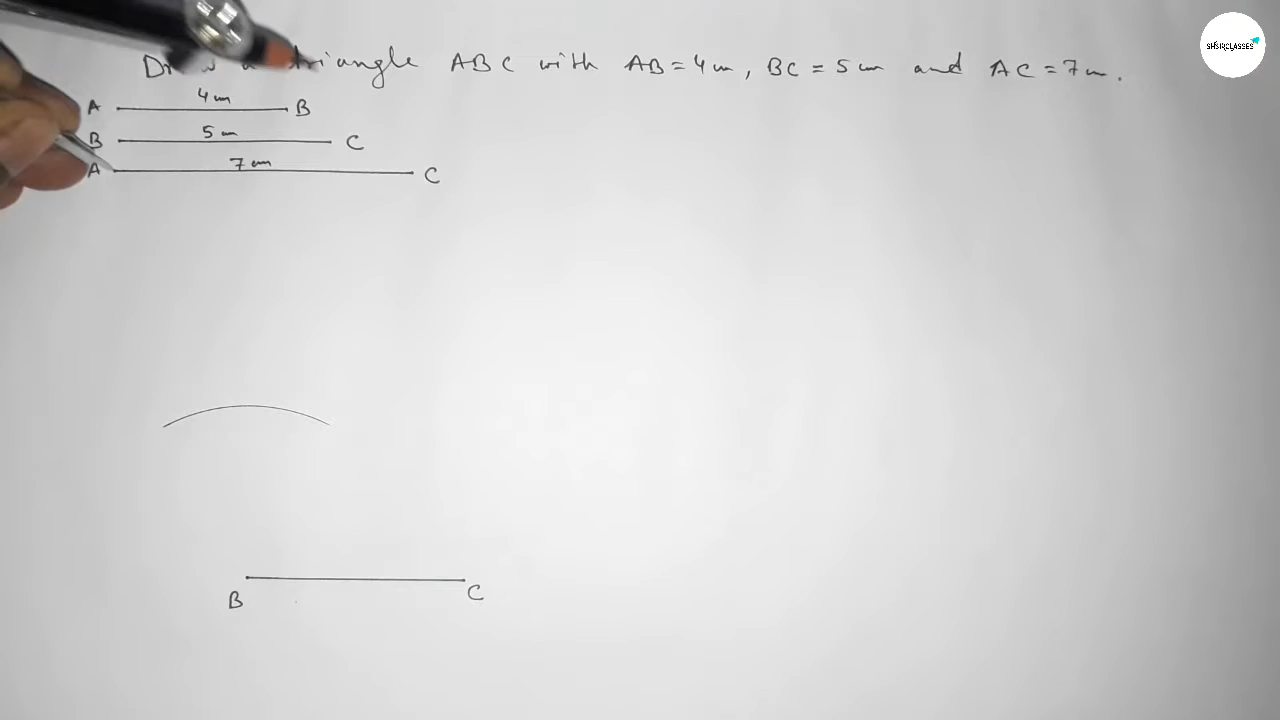 Draw a triangle ABC with AB = 4 cm, BC = 5 cm and AC = 7 cm.
A 4 cm B
B 5 cm C
A 7 cm C
B C
SHSIRCLASSES